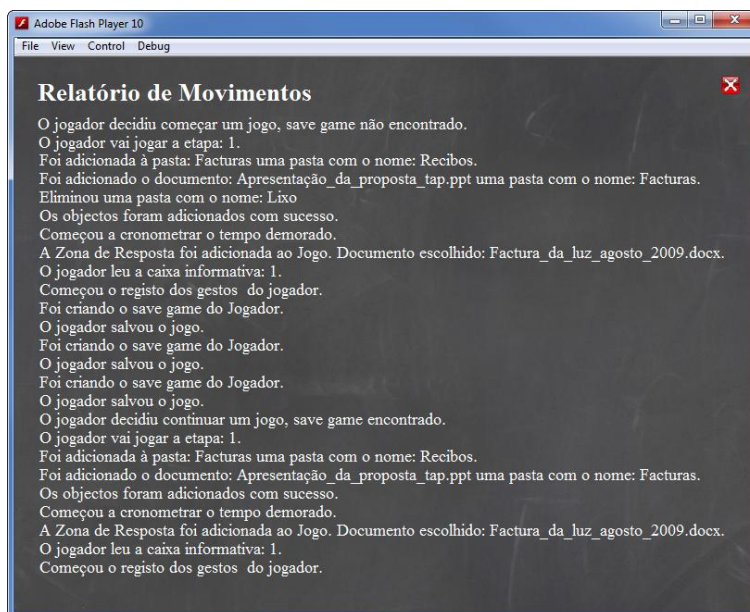 Adobe Flash Player 10
File View Control Debug
Relatório de Movimentos
O jogador decidiu começar um jogo, save game não encontrado.
O jogador vai jogar a etapa: 1.
Foi adicionada à pasta: Facturas uma pasta com o nome: Recibos.
Foi adicionado o documento: Apresentação_da_proposta_tap.ppt uma pasta com o nome: Facturas.
Eliminou uma pasta com o nome: Lixo
Os objectos foram adicionados com sucesso.
Começou a cronometrar o tempo demorado.
A Zona de Resposta foi adicionada ao Jogo. Documento escolhido: Factura_da_luz_agosto_2009.docx.
O jogador leu a caixa informativa: 1.
Começou o registo dos gestos  do jogador.
Foi criando o save game do Jogador.
O jogador salvou o jogo.
Foi criando o save game do Jogador.
O jogador salvou o jogo.
Foi criando o save game do Jogador.
O jogador salvou o jogo.
O jogador decidiu continuar um jogo, save game encontrado.
O jogador vai jogar a etapa: 1.
Foi adicionada à pasta: Facturas uma pasta com o nome: Recibos.
Foi adicionado o documento: Apresentação_da_proposta_tap.ppt uma pasta com o nome: Facturas.
Os objectos foram adicionados com sucesso.
Começou a cronometrar o tempo demorado.
A Zona de Resposta foi adicionada ao Jogo. Documento escolhido: Factura_da_luz_agosto_2009.docx.
O jogador leu a caixa informativa: 1.
Começou o registo dos gestos  do jogador.